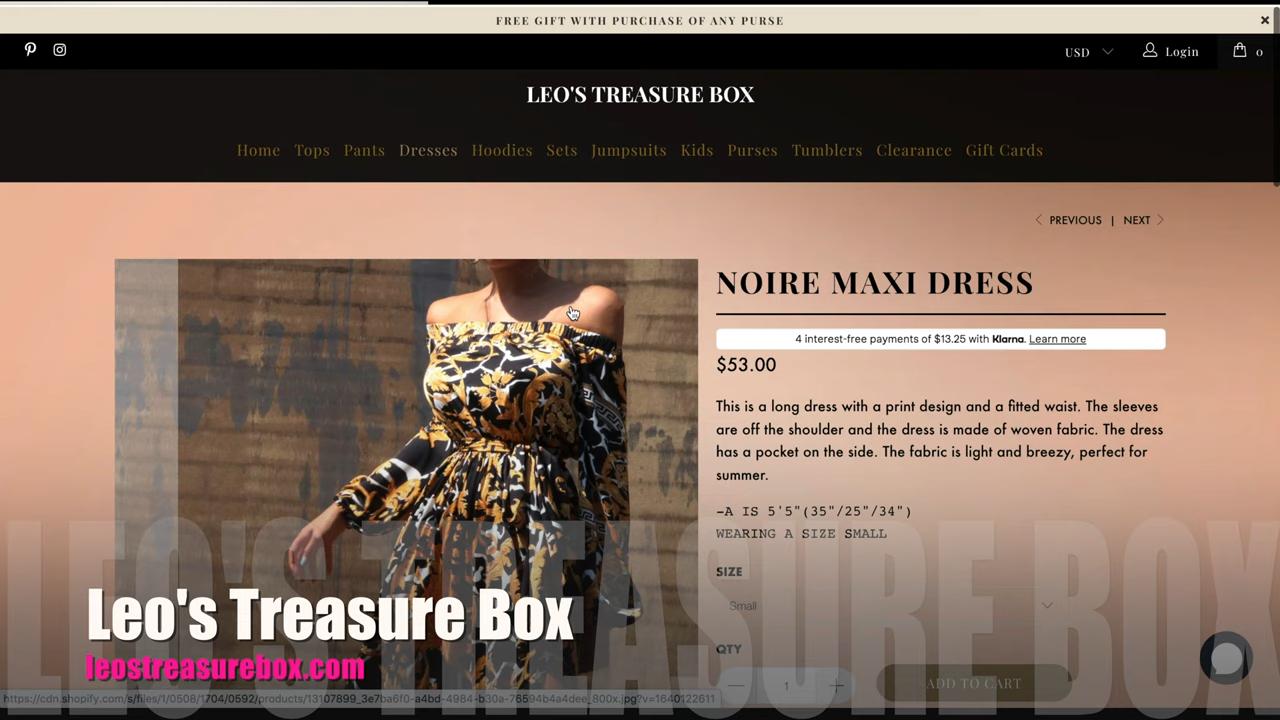 FREE GIFT WITH PURCHASE OF ANY PURSE
USD
Login
0
LEO'S TREASURE BOX
Home Tops Pants Dresses Hoodies Sets Jumpsuits Kids Purses Tumblers Clearance Gift Cards
PREVIOUS | NEXT
NOIRE MAXI DRESS
4 interest-free payments of $13.25 with Klarna. Learn more
$53.00
This is a long dress with a print design and a fitted waist. The sleeves
are off the shoulder and the dress is made of woven fabric. The dress
has a pocket on the side. The fabric is light and breezy, perfect for
summer.
-A IS 5'5"(35"/25"/34")
WEARING A SIZE SMALL
SIZE
Small
QTY
1
ADD TO CART
LEO'S TREASURE BOX
Leo's Treasure Box
leostreasurebox.com
https://cdn.shopify.com/s/files/1/0508/1704/0592/products/13107899_3e7ba6f0-a4bd-4984-b30a-76594b4a4dee_800x.jpg?v=1640122611